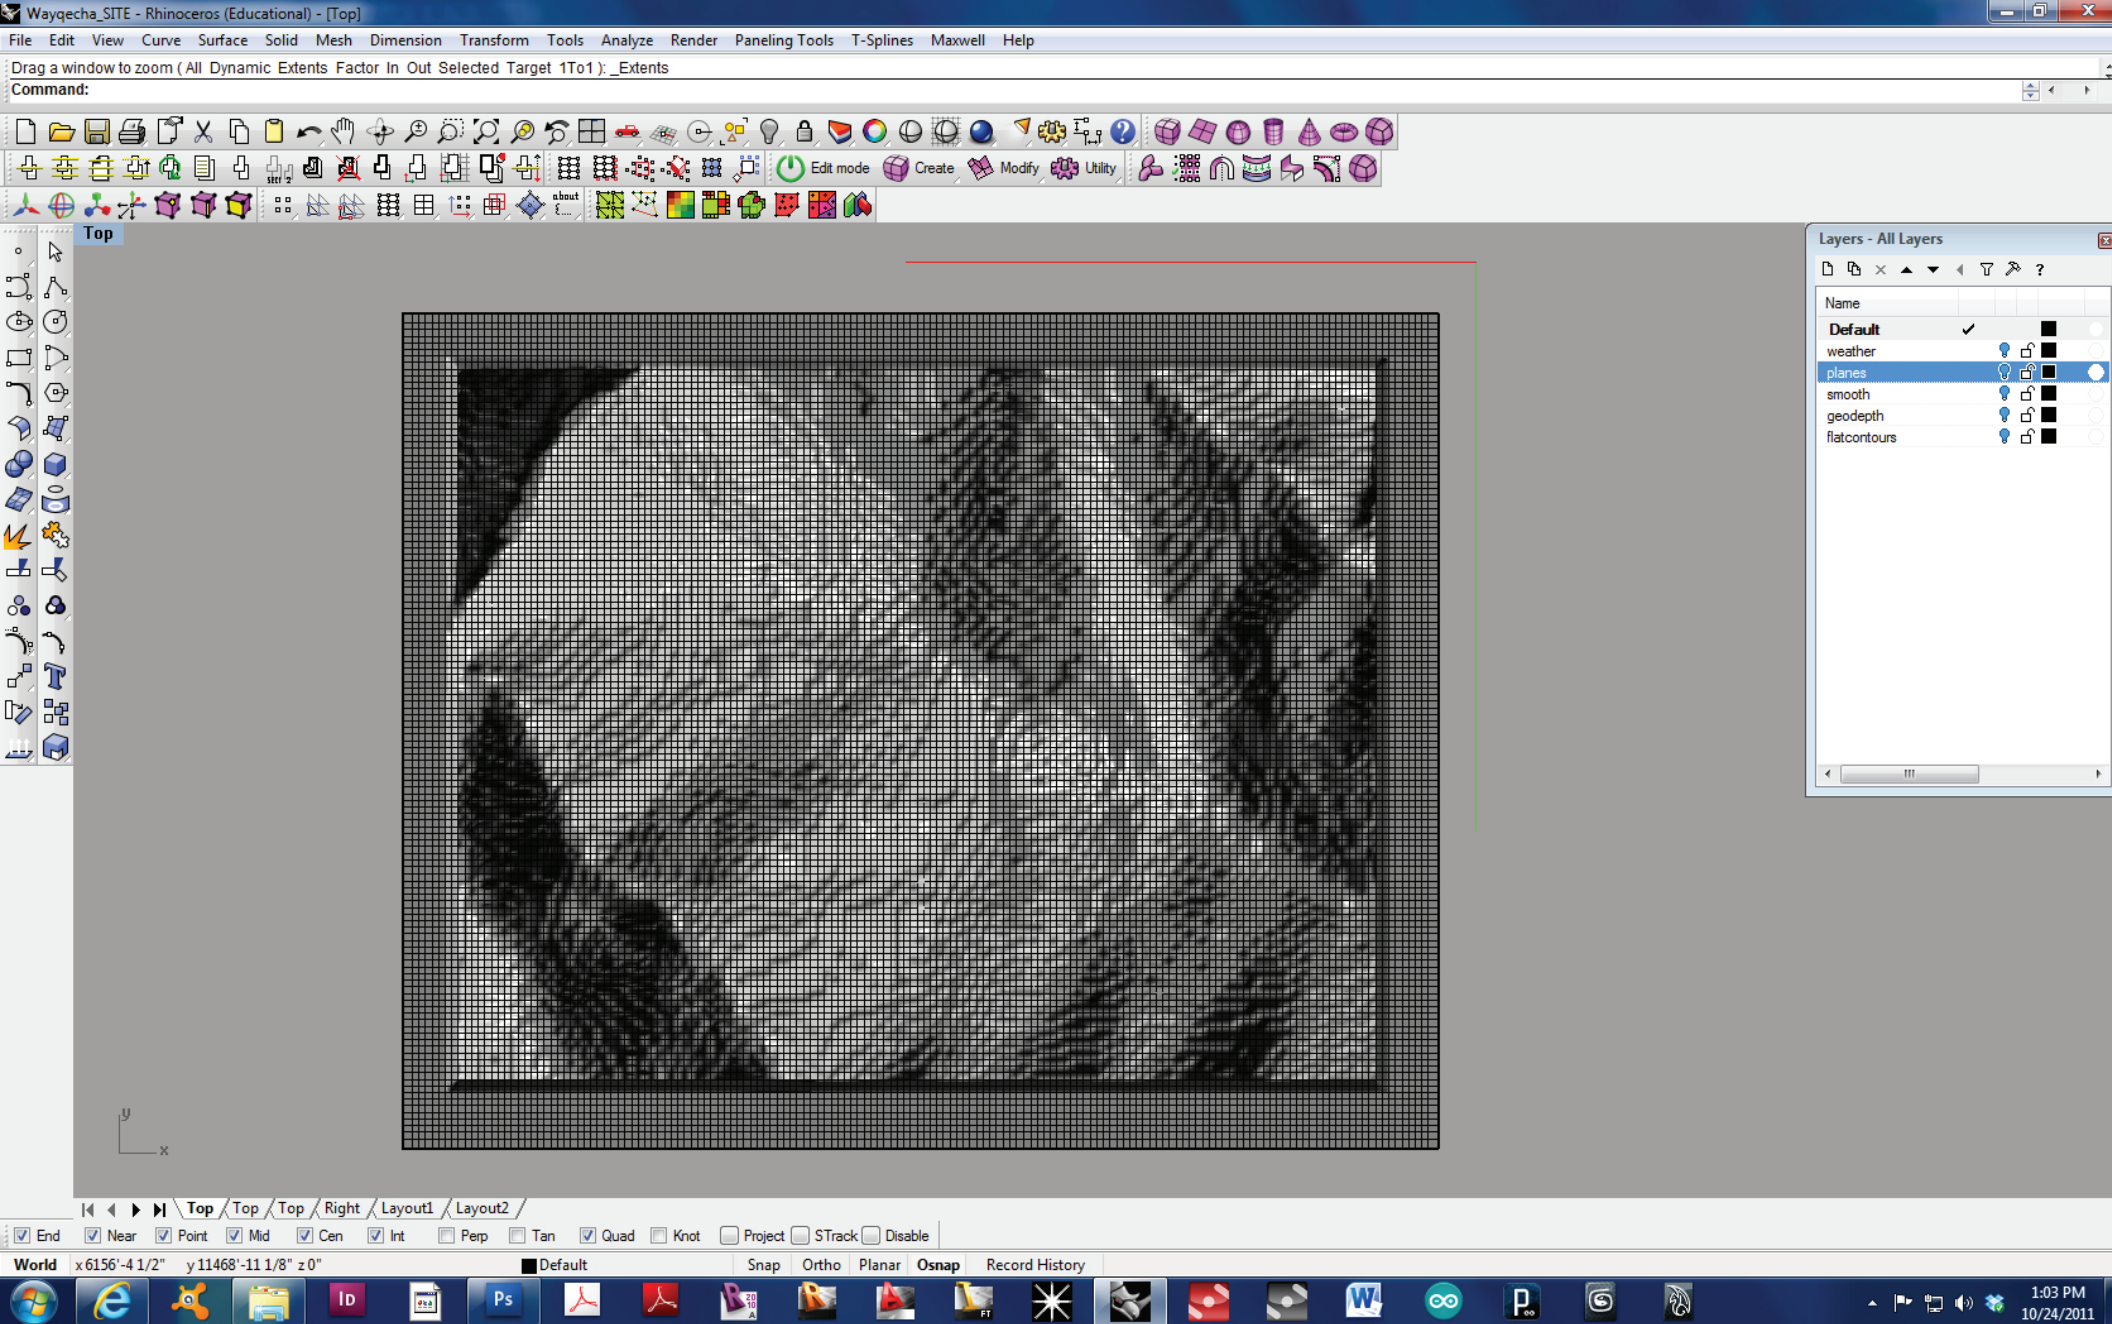 Wayqecha_SITE - Rhinoceros (Educational) - [Top]
File Edit View Curve Surface Solid Mesh Dimension Transform Tools Analyze Render Paneling Tools T-Splines Maxwell Help
Drag a window to zoom ( All Dynamic Extents Factor In Out Selected Target 1To1 ): _Extents
Command:
Edit mode Create Modify Utility
about
Top
Layers - All Layers
Name
Default
weather
planes
smooth
geodepth
flatcontours
y
x
Top Top Top Right Layout1 Layout2
End Near Point Mid Cen Int Perp Tan Quad Knot Project STrack Disable
World x 6156'-4 1/2" y 11468'-11 1/8" z 0" Default Snap Ortho Planar Osnap Record History
ID Ps W P
1:03 PM
10/24/2011